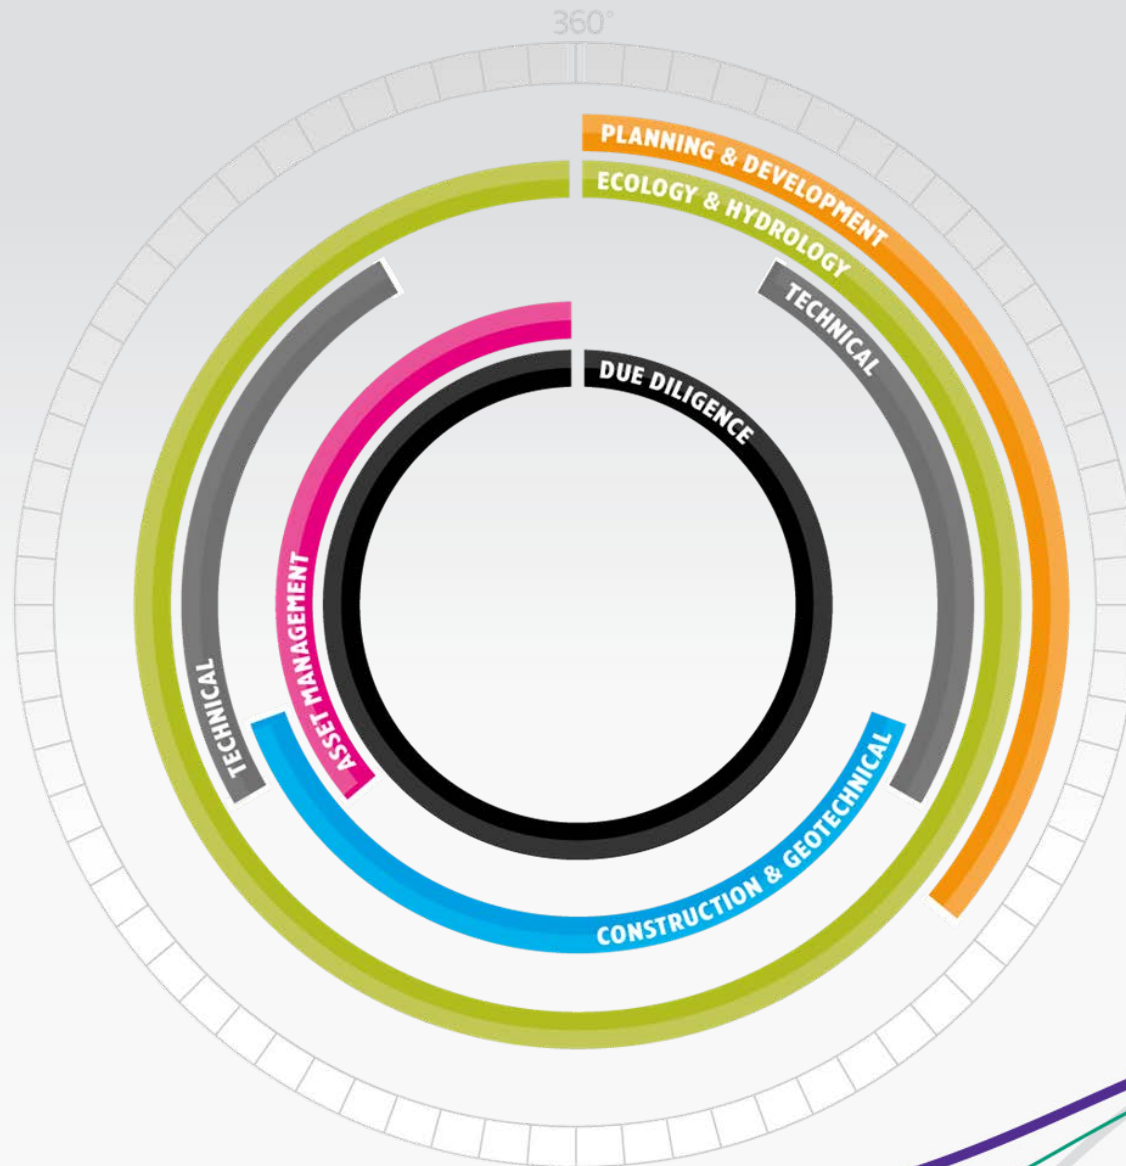 360°
PLANNING & DEVELOPMENT
ECOLOGY & HYDROLOGY
TECHNICAL
DUE DILIGENCE
ASSET MANAGEMENT
TECHNICAL
CONSTRUCTION & GEOTECHNICAL